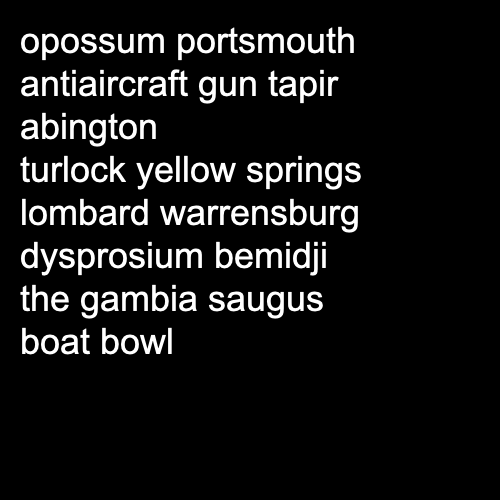 opossum portsmouth
antiaircraft gun tapir
abington
turlock yellow springs
lombard warrensburg
dysprosium bemidji
the gambia saugus
boat bowl